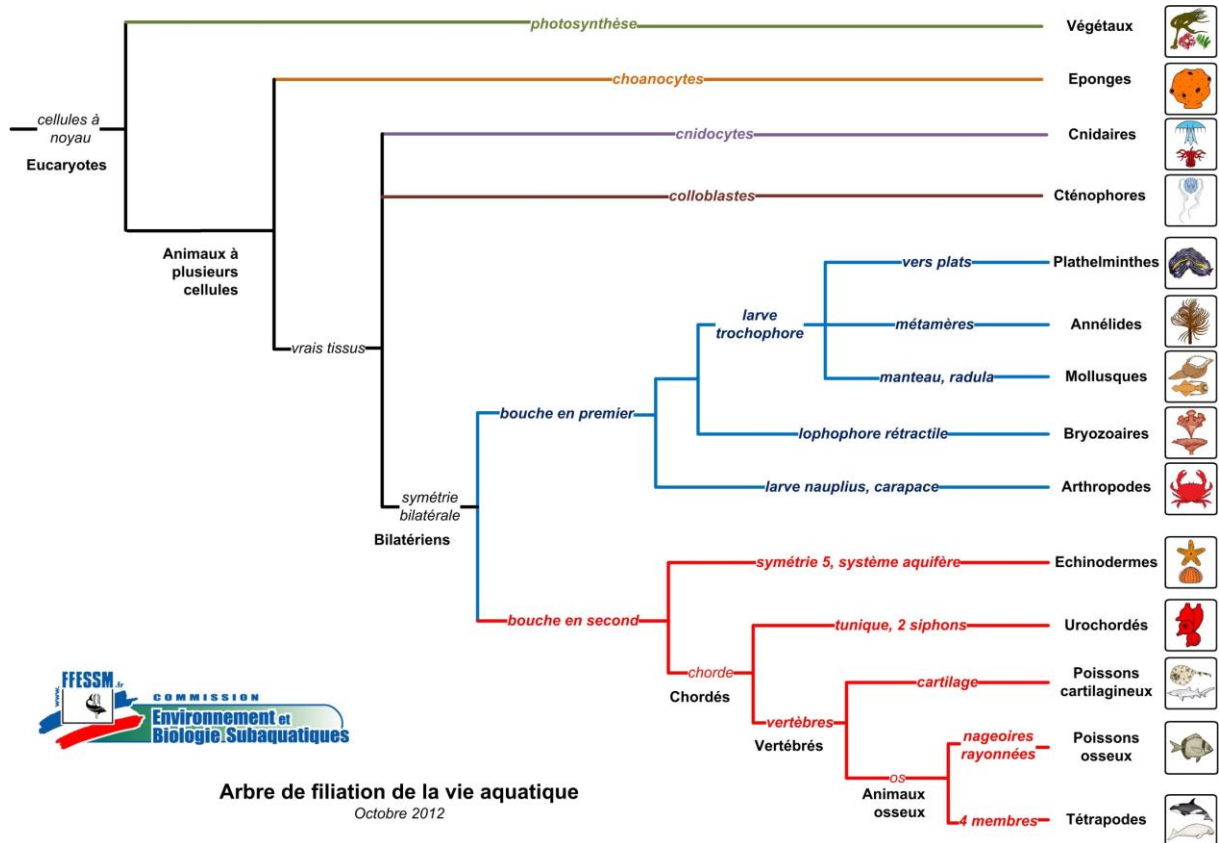 photosynthèse
Végétaux
choanocytes
Eponges
cellules à
noyau
Eucaryotes
cnidocytes
Cnidaires
colloblastes
Cténophores
Animaux à
plusieurs
cellules
vers plats
Plathelminthes
larve
trochophore
métamères
Annélides
vrais tissus
manteau, radula
Mollusques
bouche en premier
lophophore rétractile
Bryozoaires
larve nauplius, carapace
Arthropodes
symétrie
bilatérale
Bilatériens
symétrie 5, système aquifère
Echinodermes
bouche en second
tunique, 2 siphons
Urochordés
chorde
Chordés
cartilage
Poissons
cartilagineux
vertèbres
Vertébrés
nageoires
rayonnées
Poissons
osseux
os
Animaux
osseux
4 membres
Tétrapodes
www.FFESSM.fr
COMMISSION
Environnement et
Biologie Subaquatiques
Arbre de filiation de la vie aquatique
Octobre 2012